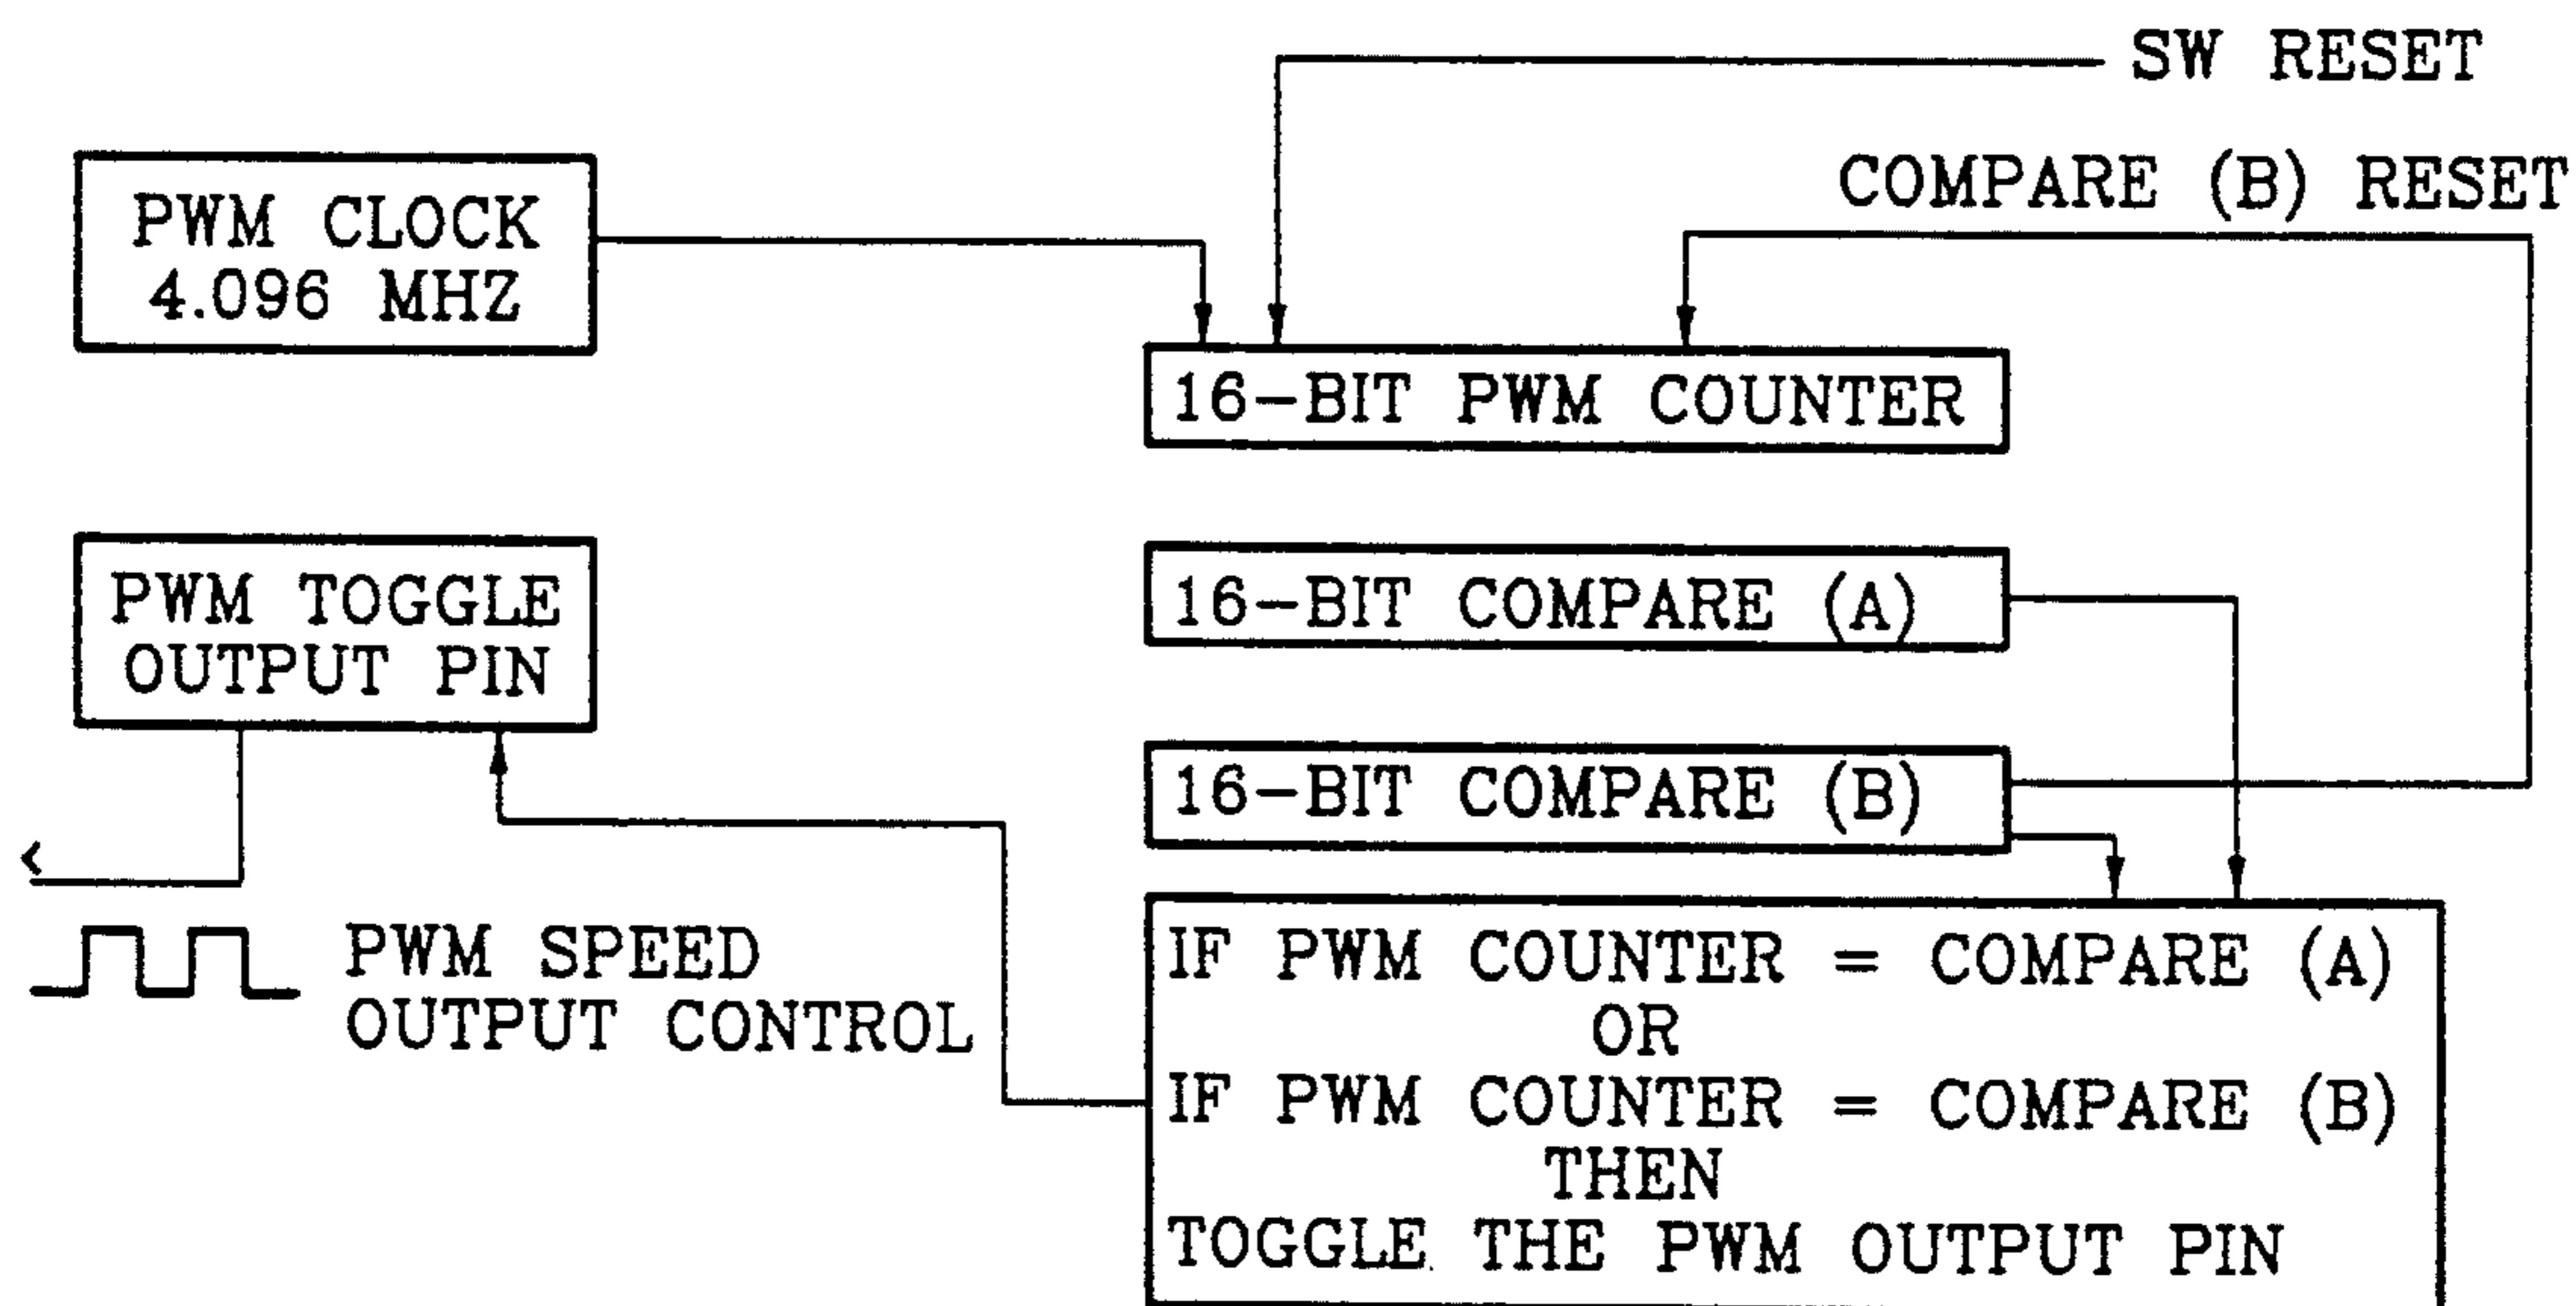 SW RESET
COMPARE (B) RESET
PWM CLOCK
4.096 MHZ
16-BIT PWM COUNTER
PWM TOGGLE
OUTPUT PIN
16-BIT COMPARE (A)
16-BIT COMPARE (B)
PWM SPEED
OUTPUT CONTROL
IF PWM COUNTER = COMPARE (A)
OR
IF PWM COUNTER = COMPARE (B)
THEN
TOGGLE THE PWM OUTPUT PIN